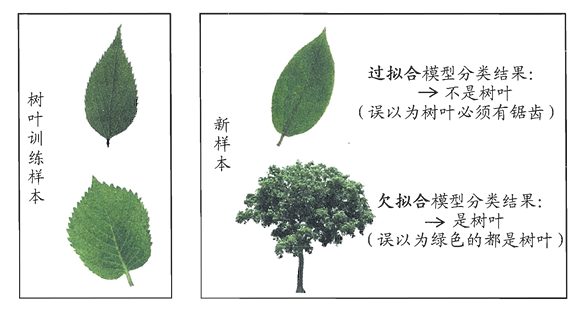 树叶训练样本
新样本
过拟合模型分类结果:
→ 不是树叶
(误以为树叶必须有锯齿)
欠拟合模型分类结果:
→ 是树叶
(误以为绿色的都是树叶)